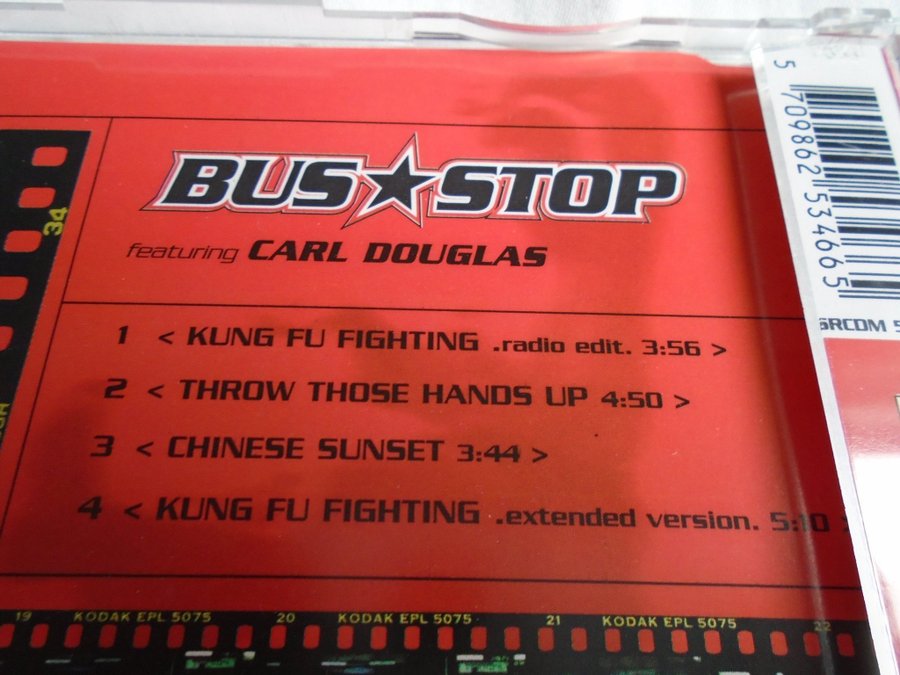 BUS★STOP
featuring CARL DOUGLAS
1 < KUNG FU FIGHTING .radio edit. 3:56 >
2 < THROW THOSE HANDS UP 4:50 >
3 < CHINESE SUNSET 3:44 >
4 < KUNG FU FIGHTING .extended version. 5:10 >
34
19 KODAK EPL 5075 20 KODAK EPL 5075 21 KODAK EPL 5075 22
5 709862 534665